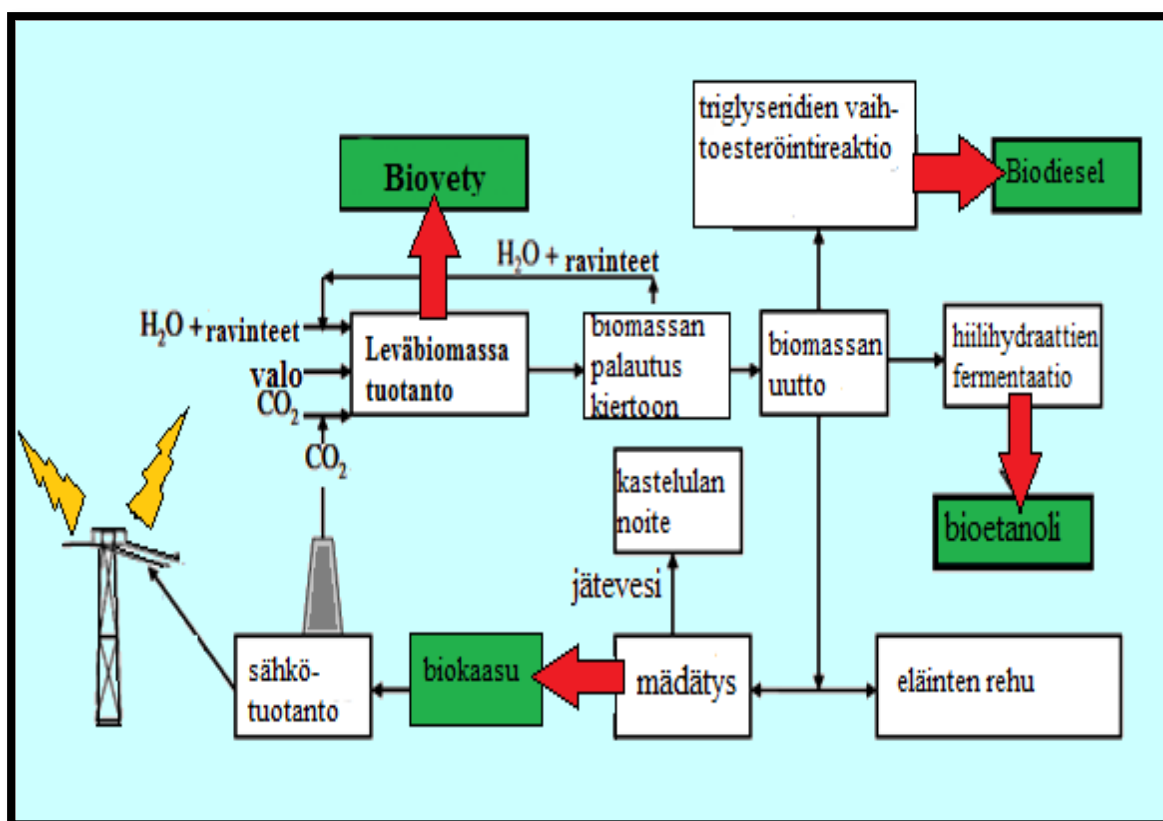 triglyseridien vaih-
toesteröintireaktio
Biodiesel
Biovety
H₂O + ravinteet
H₂O + ravinteet
valo
CO₂
CO₂
Leväbiomassa
tuotanto
biomassan
palautus
kiertoon
biomassan
uutto
hiilihydraattien
fermentaatio
bioetanoli
kastelulan
noite
jätevesi
sähkö-
tuotanto
biokaasu
mädätys
eläinten rehu